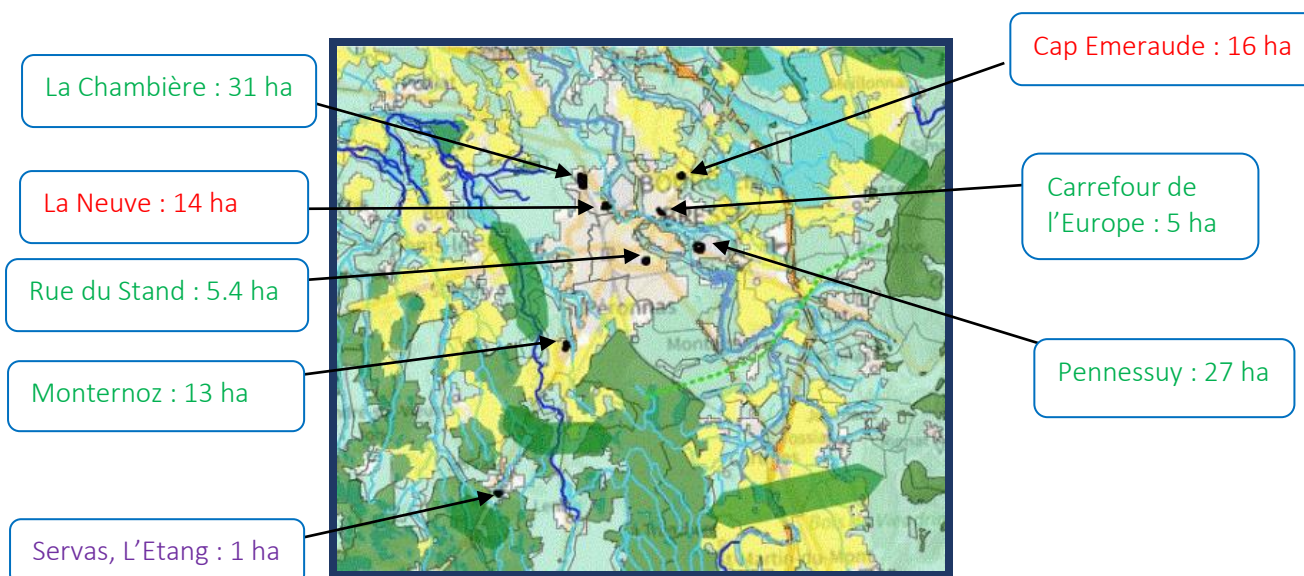 Cap Emeraude : 16 ha
La Chambière : 31 ha
La Neuve : 14 ha
Carrefour de
l'Europe : 5 ha
Rue du Stand : 5.4 ha
Monternoz : 13 ha
Pennessuy : 27 ha
Servas, L'Etang : 1 ha
Péronnas